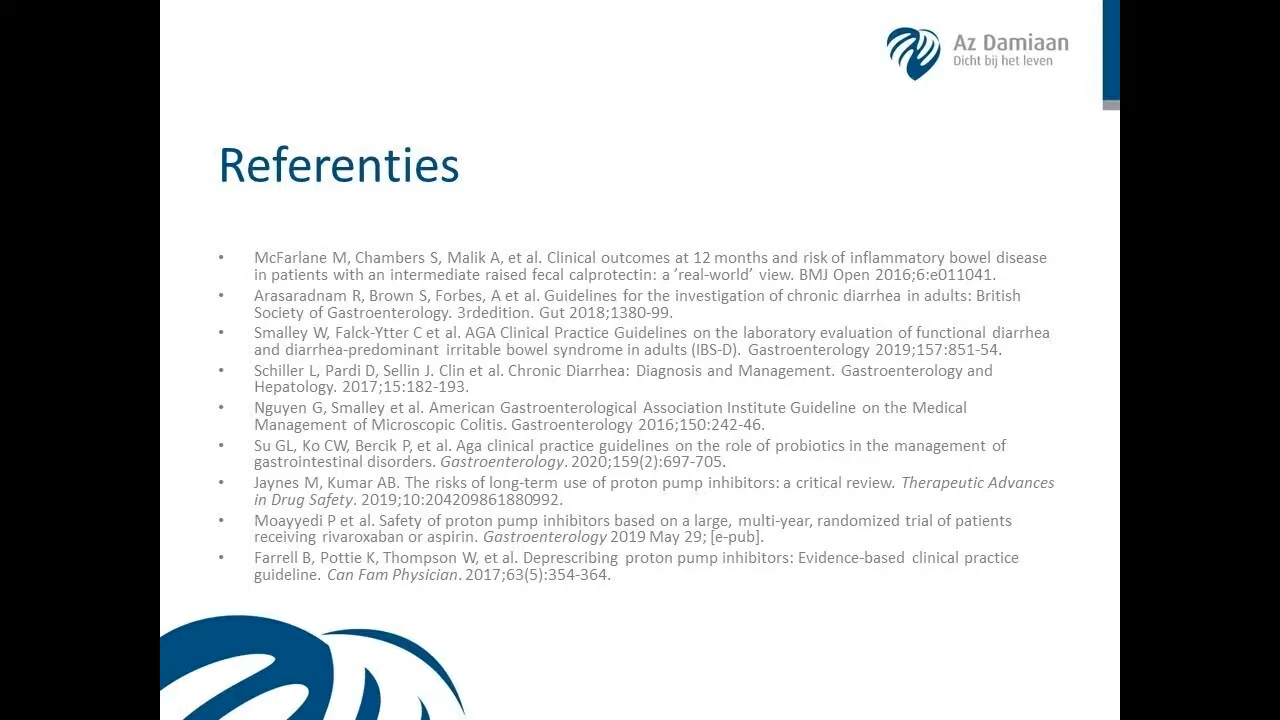 Az Damiaan
Dicht bij het leven
Referenties
• McFarlane M, Chambers S, Malik A, et al. Clinical outcomes at 12 months and risk of inflammatory bowel disease
in patients with an intermediate raised fecal calprotectin: a ’real-world’ view. BMJ Open 2016;6:e011041.
• Arasaradnam R, Brown S, Forbes, A et al. Guidelines for the investigation of chronic diarrhea in adults: British
Society of Gastroenterology. 3rdedition. Gut 2018;1380-99.
• Smalley W, Falck-Ytter C et al. AGA Clinical Practice Guidelines on the laboratory evaluation of functional diarrhea
and diarrhea-predominant irritable bowel syndrome in adults (IBS-D). Gastroenterology 2019;157:851-54.
• Schiller L, Pardi D, Sellin J. Clin et al. Chronic Diarrhea: Diagnosis and Management. Gastroenterology and
Hepatology. 2017;15:182-193.
• Nguyen G, Smalley et al. American Gastroenterological Association Institute Guideline on the Medical
Management of Microscopic Colitis. Gastroenterology 2016;150:242-46.
• Su GL, Ko CW, Bercik P, et al. Aga clinical practice guidelines on the role of probiotics in the management of
gastrointestinal disorders. Gastroenterology. 2020;159(2):697-705.
• Jaynes M, Kumar AB. The risks of long-term use of proton pump inhibitors: a critical review. Therapeutic Advances
in Drug Safety. 2019;10:204209861880992.
• Moayyedi P et al. Safety of proton pump inhibitors based on a large, multi-year, randomized trial of patients
receiving rivaroxaban or aspirin. Gastroenterology 2019 May 29; [e-pub].
• Farrell B, Pottie K, Thompson W, et al. Deprescribing proton pump inhibitors: Evidence-based clinical practice
guideline. Can Fam Physician. 2017;63(5):354-364.